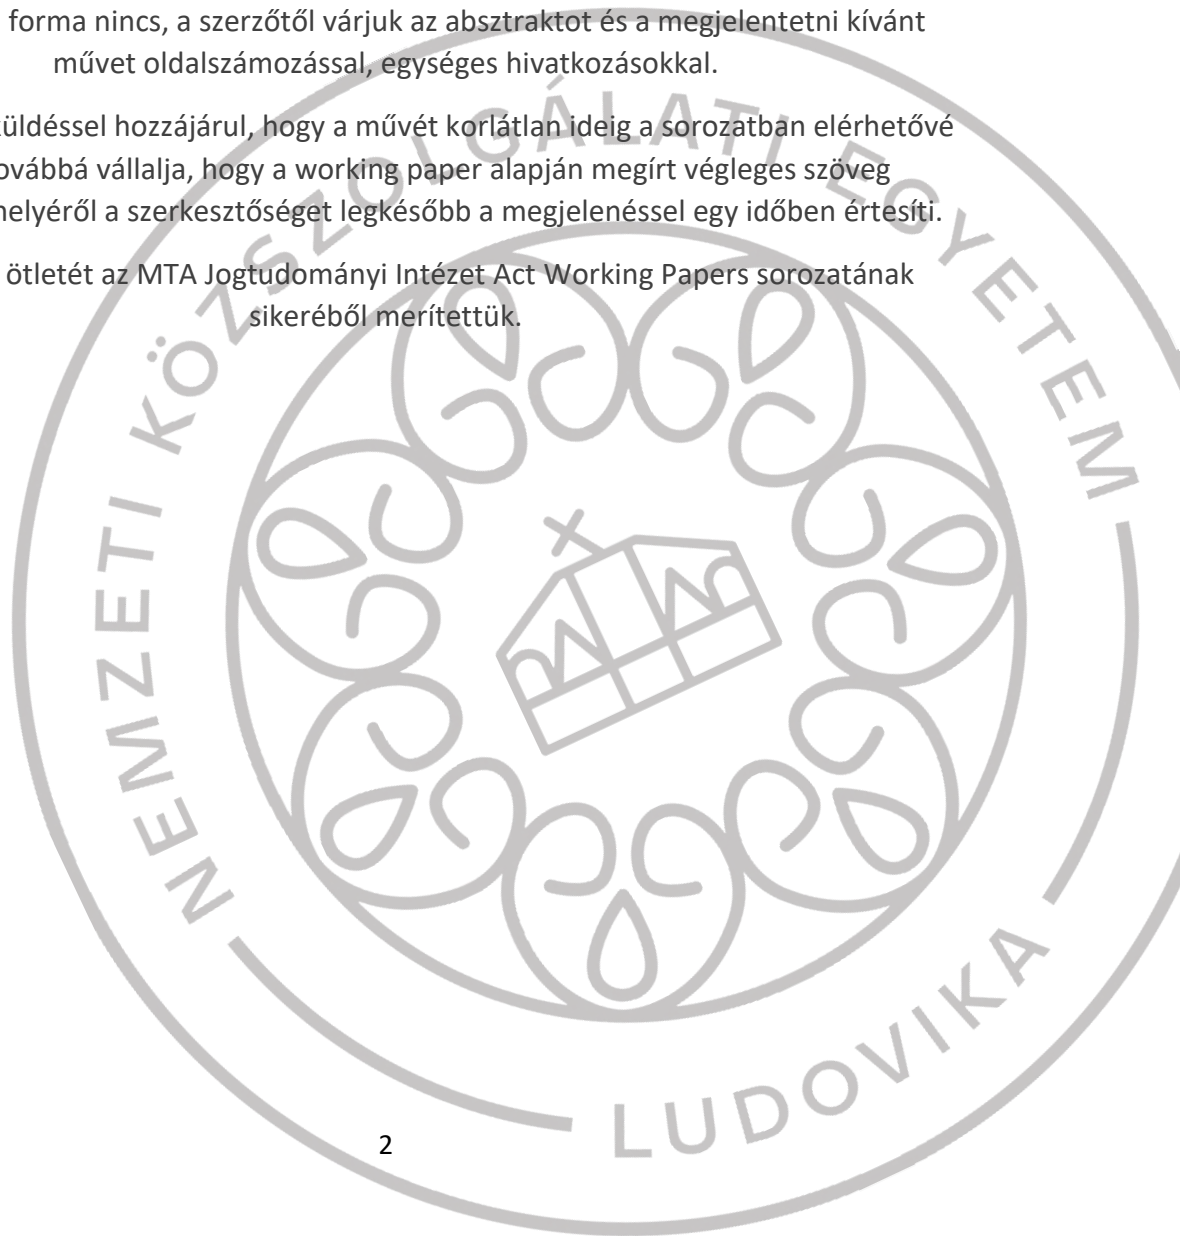 forma nincs, a szerzőtől várjuk az absztraktot és a megjelentetni kívánt
művet oldalszámozással, egységes hivatkozásokkal.
küldéssel hozzájárul, hogy a művét korlátlan ideig a sorozatban elérhetővé
ovábbá vállalja, hogy a working paper alapján megírt végleges szöveg
helyéről a szerkesztőséget legkésőbb a megjelenéssel egy időben értesíti.
ötletét az MTA Jogtudományi Intézet Act Working Papers sorozatának
sikeréből merítettük.
NEMZETI KÖZSZOLGÁLATI EGYETEM
LUDOVIKA
2